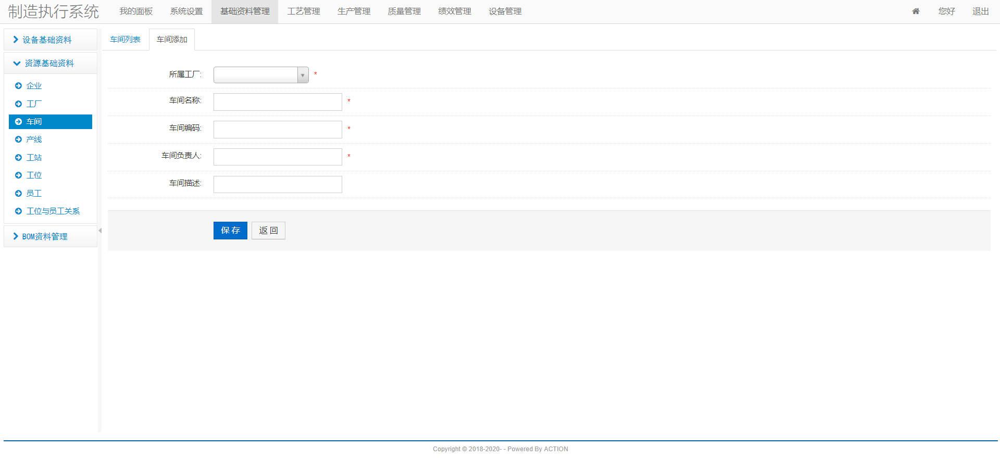 制造执行系统 我的面板 系统设置 基础资料管理 工艺管理 生产管理 质量管理 绩效管理 设备管理 您好 退出
设备基础资料
资源基础资料
企业
工厂
车间
产线
工站
工位
员工
工位与员工关系
BOM资料管理
车间列表 车间添加
所属工厂: *
车间名称: *
车间编码: *
车间负责人: *
车间描述:
保 存 返 回
Copyright © 2018-2020- - Powered By ACTION